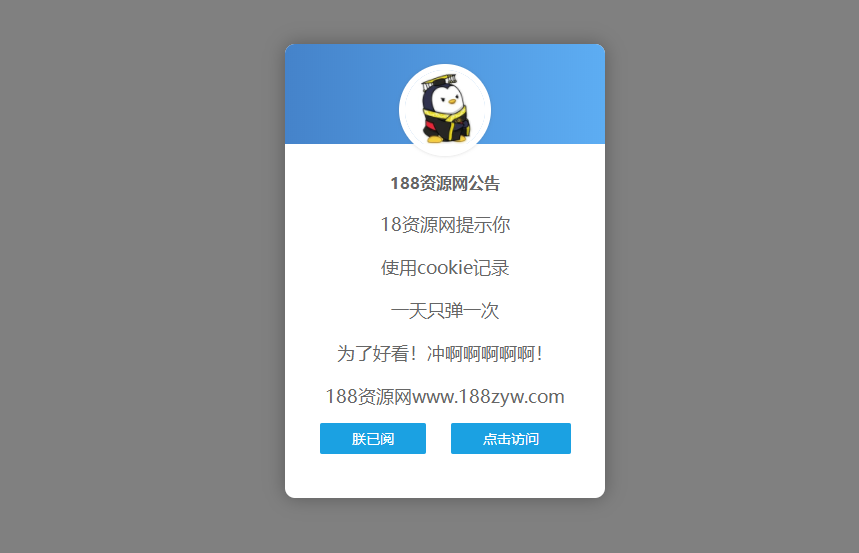 188资源网公告
18资源网提示你
使用cookie记录
一天只弹一次
为了好看！冲啊啊啊啊啊！
188资源网www.188zyw.com
朕已阅 点击访问